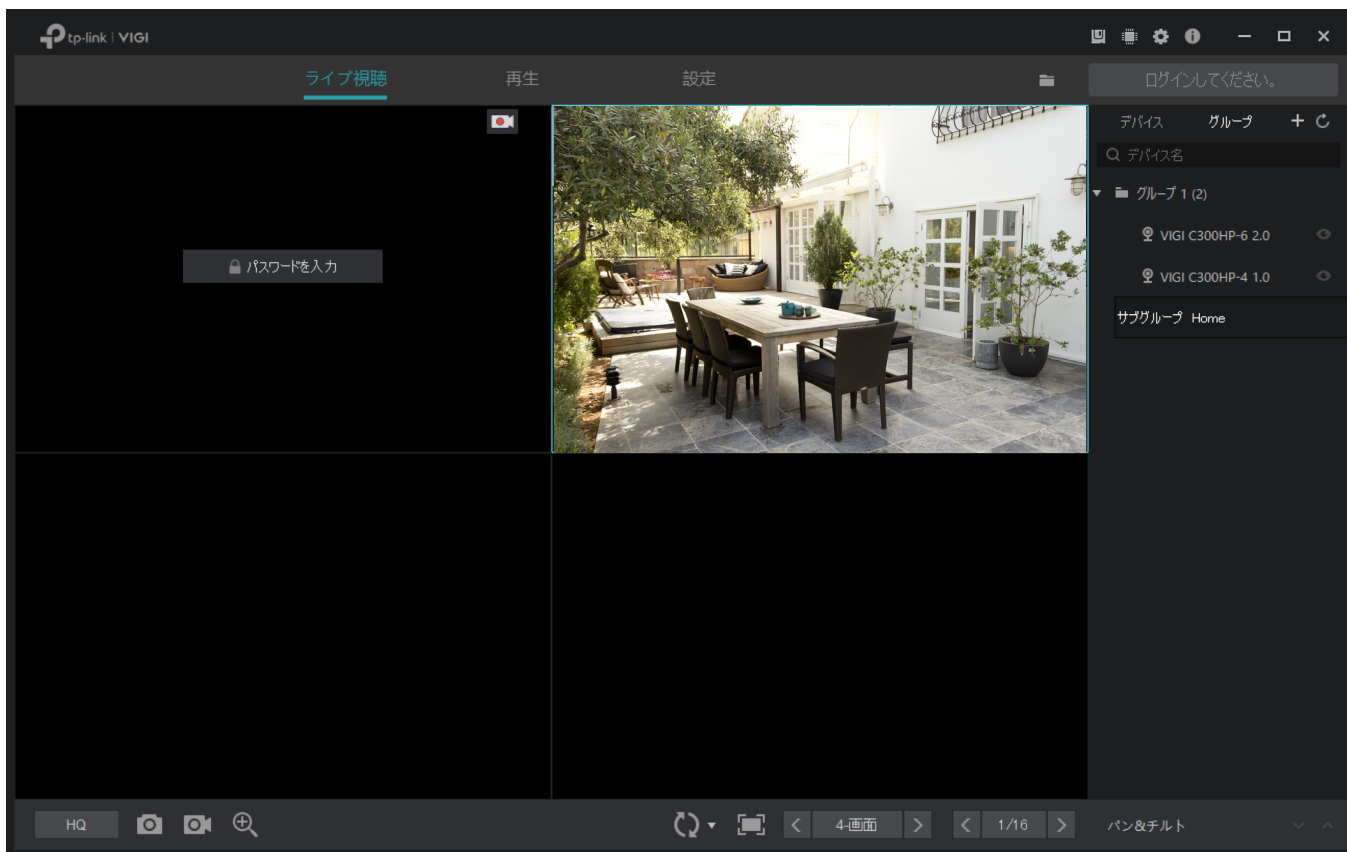 tp-link | VIGI
ライブ視聴 再生 設定 ログインしてください。
デバイス グループ
デバイス名
グループ 1 (2)
VIGI C300HP-6 2.0
VIGI C300HP-4 1.0
サブグループ Home
パスワードを入力
HQ 4-画面 1/16 パン&チルト